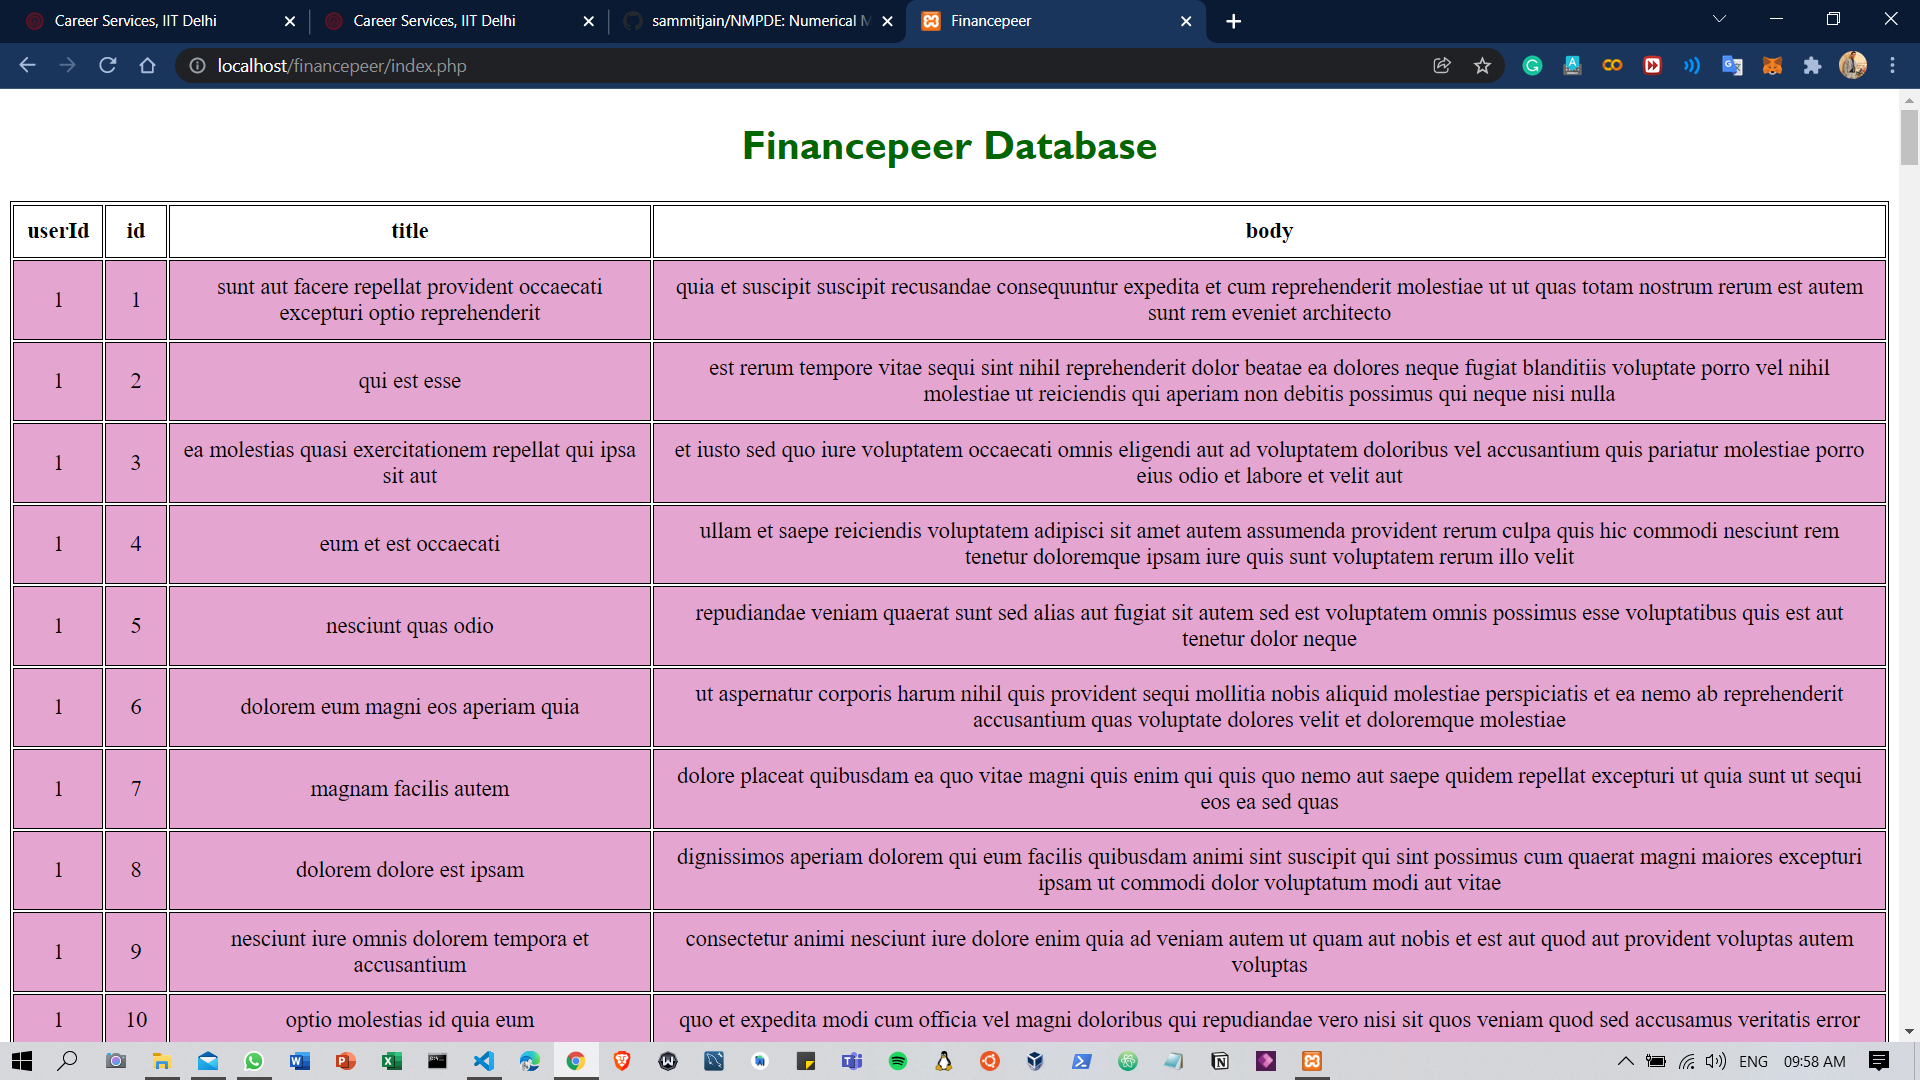 Career Services, IIT Delhi
Career Services, IIT Delhi
sammitjain/NMPDE: Numerical M
Financepeer
localhost/financepeer/index.php
Financepeer Database
userId id title body
1 1 sunt aut facere repellat provident occaecati
excepturi optio reprehenderit
quia et suscipit suscipit recusandae consequuntur expedita et cum reprehenderit molestiae ut ut quas totam nostrum rerum est autem
sunt rem eveniet architecto
1 2 qui est esse
est rerum tempore vitae sequi sint nihil reprehenderit dolor beatae ea dolores neque fugiat blanditiis voluptate porro vel nihil
molestiae ut reiciendis qui aperiam non debitis possimus qui neque nisi nulla
1 3 ea molestias quasi exercitationem repellat qui ipsa
sit aut
et iusto sed quo iure voluptatem occaecati omnis eligendi aut ad voluptatem doloribus vel accusantium quis pariatur molestiae porro
eius odio et labore et velit aut
1 4 eum et est occaecati
ullam et saepe reiciendis voluptatem adipisci sit amet autem assumenda provident rerum culpa quis hic commodi nesciunt rem
tenetur doloremque ipsam iure quis sunt voluptatem rerum illo velit
1 5 nesciunt quas odio
repudiandae veniam quaerat sunt sed alias aut fugiat sit autem sed est voluptatem omnis possimus esse voluptatibus quis est aut
tenetur dolor neque
1 6 dolorem eum magni eos aperiam quia
ut aspernatur corporis harum nihil quis provident sequi mollitia nobis aliquid molestiae perspiciatis et ea nemo ab reprehenderit
accusantium quas voluptate dolores velit et doloremque molestiae
1 7 magnam facilis autem
dolore placeat quibusdam ea quo vitae magni quis enim qui quis quo nemo aut saepe quidem repellat excepturi ut quia sunt ut sequi
eos ea sed quas
1 8 dolorem dolore est ipsam
dignissimos aperiam dolorem qui eum facilis quibusdam animi sint suscipit qui sint possimus cum quaerat magni maiores excepturi
ipsam ut commodi dolor voluptatum modi aut vitae
1 9 nesciunt iure omnis dolorem tempora et
accusantium
consectetur animi nesciunt iure dolore enim quia ad veniam autem ut quam aut nobis et est aut quod aut provident voluptas autem
voluptas
1 10 optio molestias id quia eum
quo et expedita modi cum officia vel magni doloribus qui repudiandae vero nisi sit quos veniam quod sed accusamus veritatis error
ENG 09:58 AM